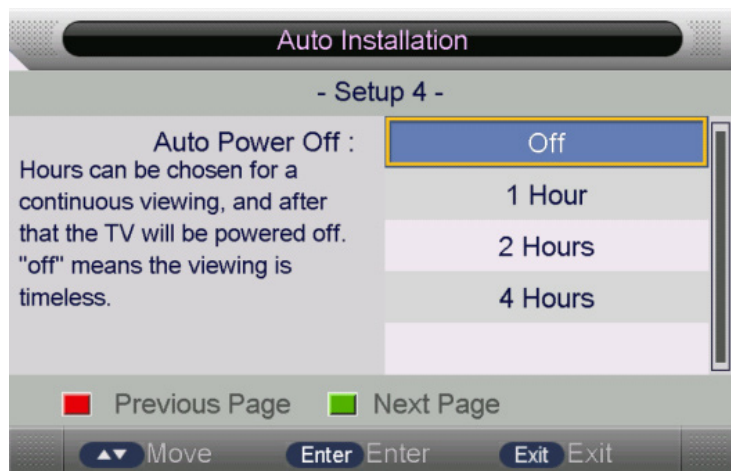 Auto Installation
- Setup 4 -
Auto Power Off :
Hours can be chosen for a
continuous viewing, and after
that the TV will be powered off.
"off" means the viewing is
timeless.
Off
1 Hour
2 Hours
4 Hours
Previous Page Next Page
Move Enter Enter Exit Exit